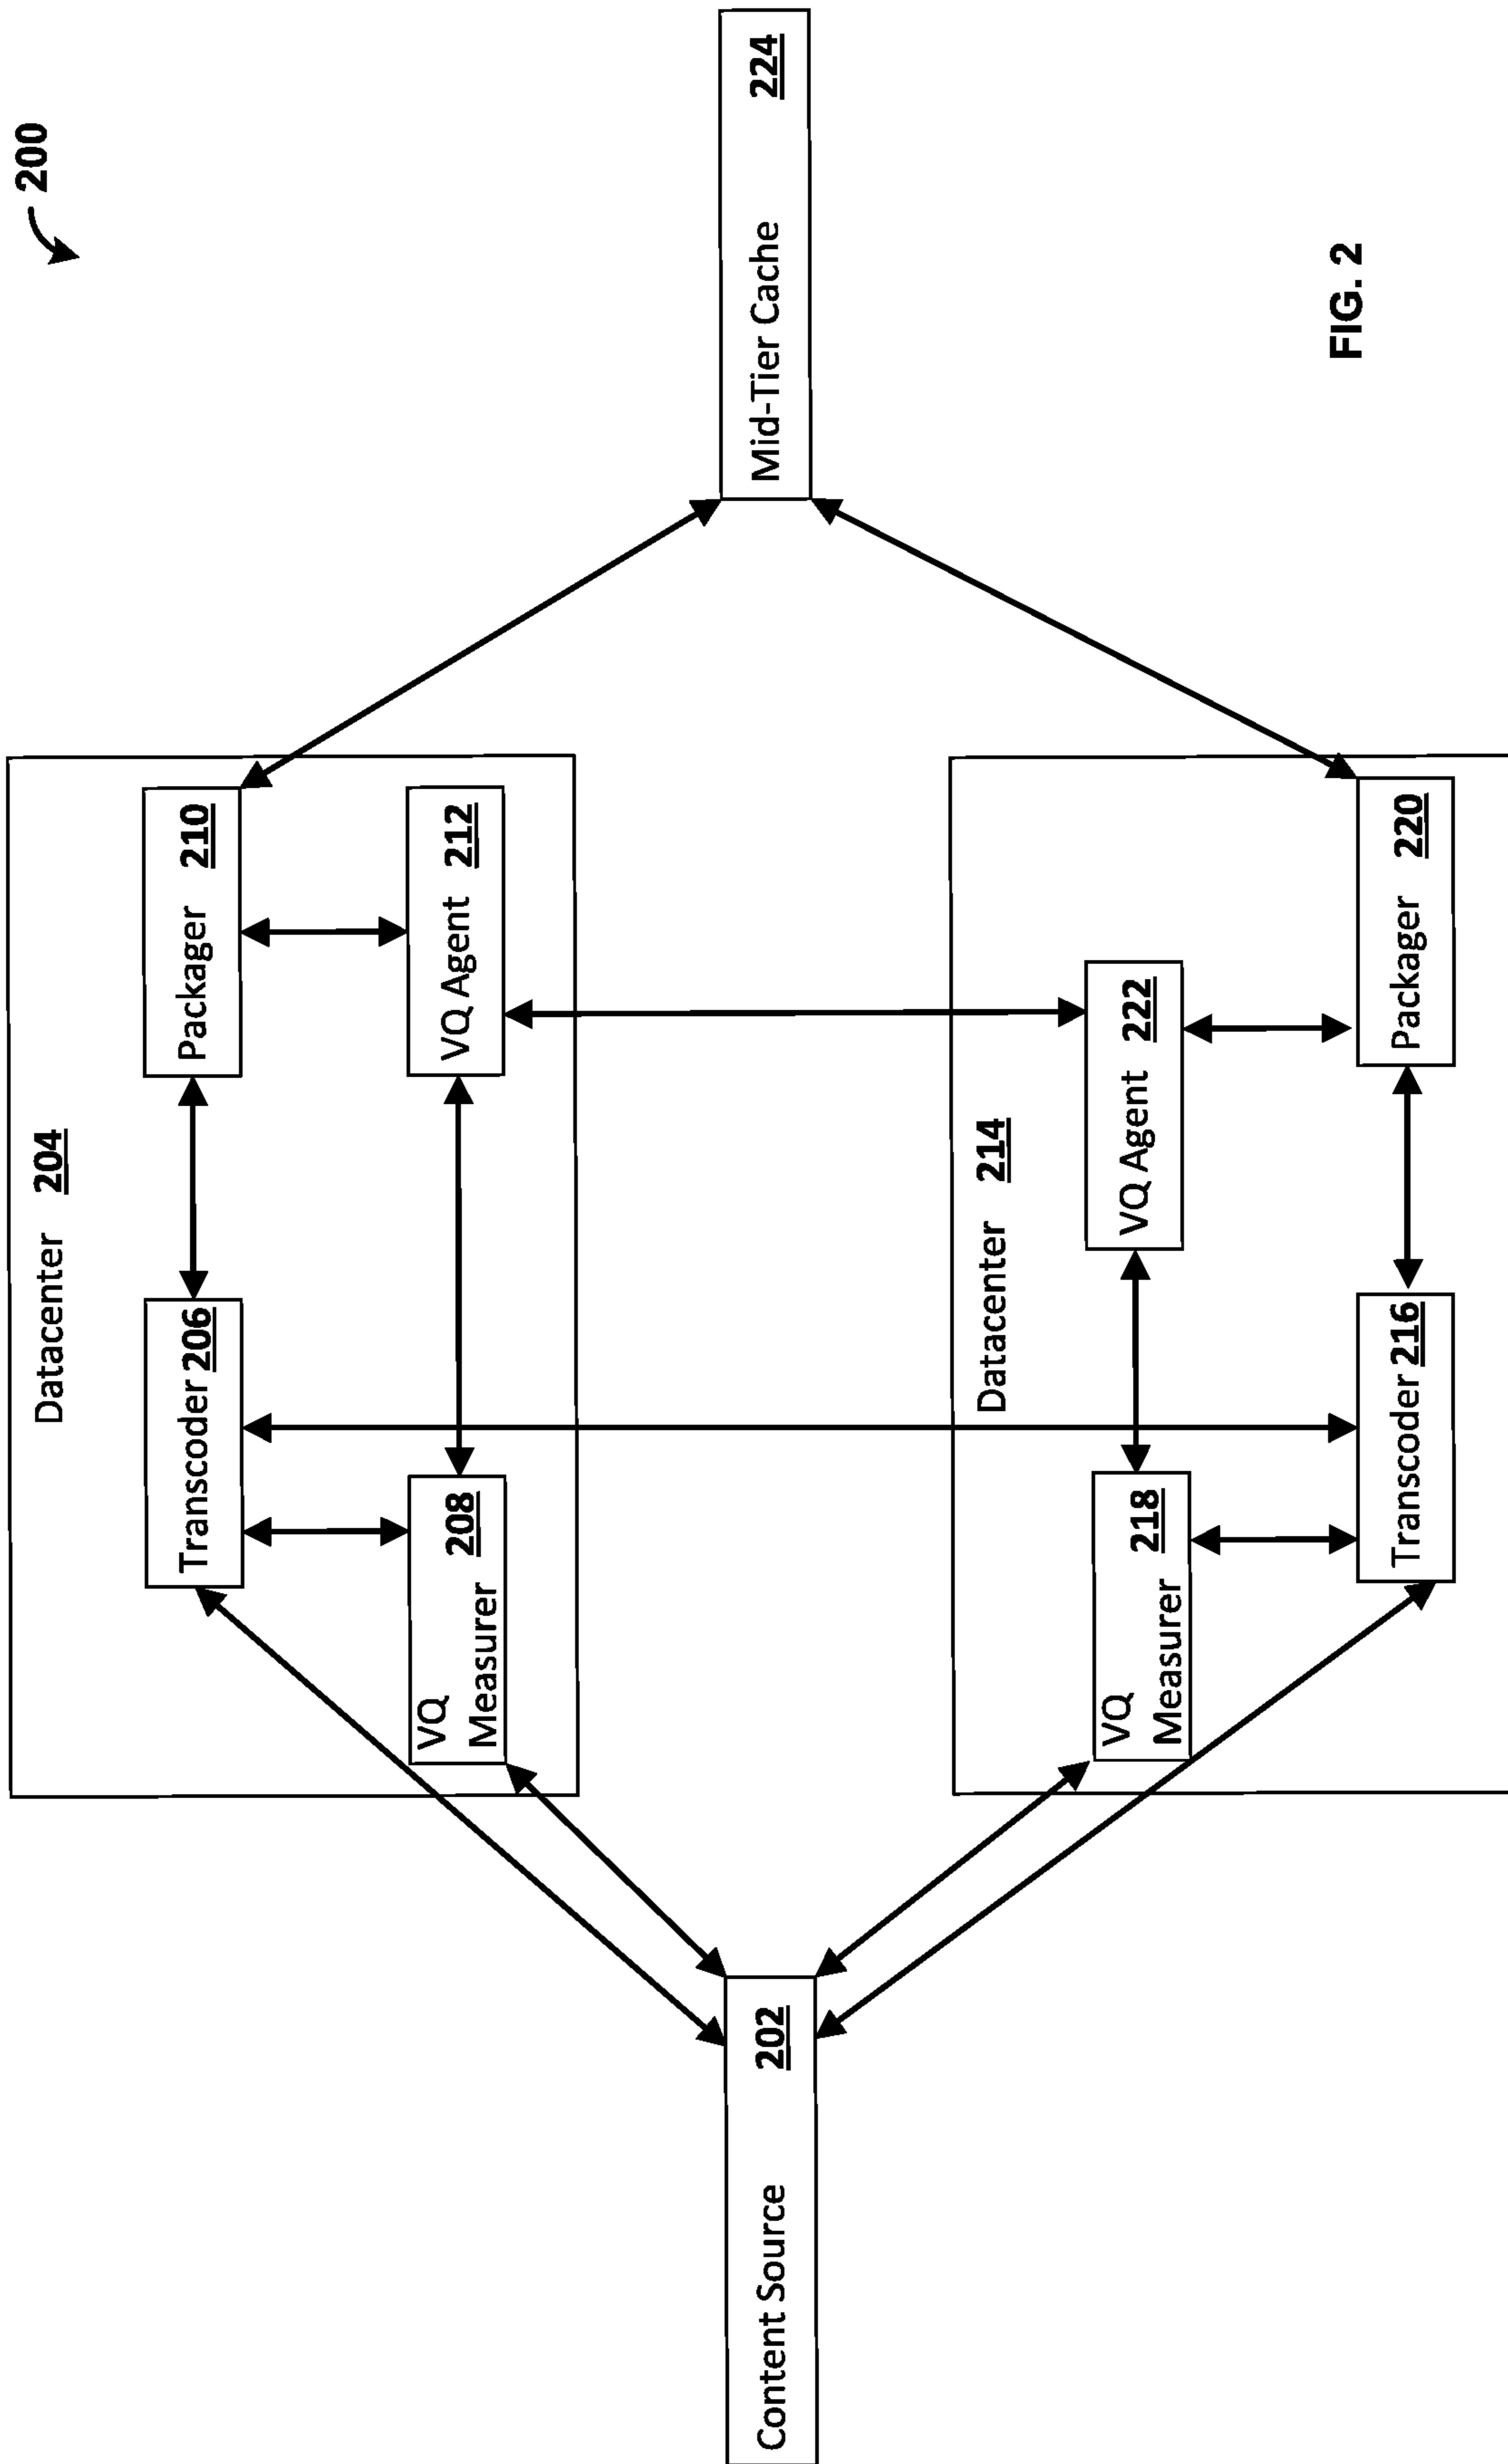 200
Datacenter 204
Transcoder 206
Packager 210
VQ
Measurer 208
VQ Agent 212
Content Source 202
Mid-Tier Cache 224
Datacenter 214
VQ
Measurer 218
VQ Agent 222
Transcoder 216
Packager 220
FIG. 2